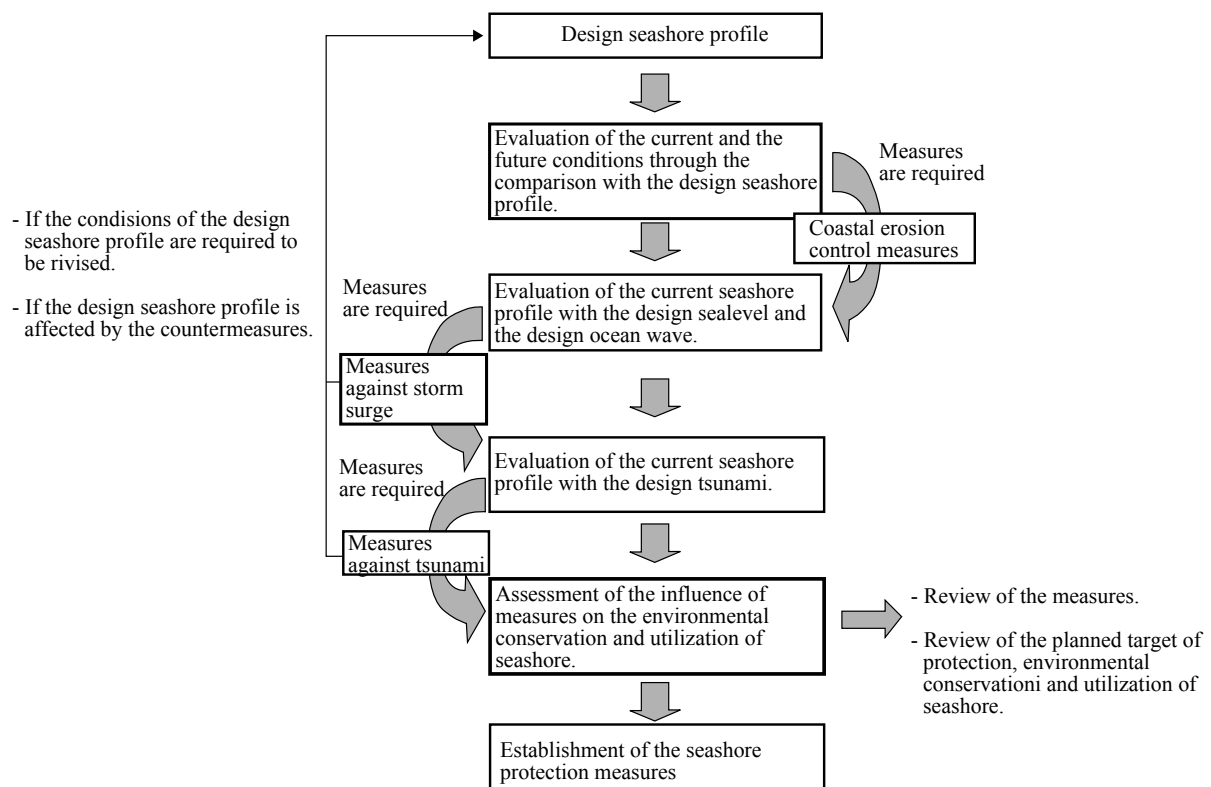 Design seashore profile
Evaluation of the current and the
future conditions through the
comparison with the design seashore
profile.
Measures
are required
Coastal erosion
control measures
- If the condisions of the design
seashore profile are required to
be rivised.
- If the design seashore profile is
affected by the countermeasures.
Measures
are required
Evaluation of the current seashore
profile with the design sealevel and
the design ocean wave.
Measures
against storm
surge
Measures
are required
Evaluation of the current seashore
profile with the design tsunami.
Measures
against tsunami
Assessment of the influence of
measures on the environmental
conservation and utilization of
seashore.
- Review of the measures.
- Review of the planned target of
protection, environmental
conservationi and utilization of
seashore.
Establishment of the seashore
protection measures